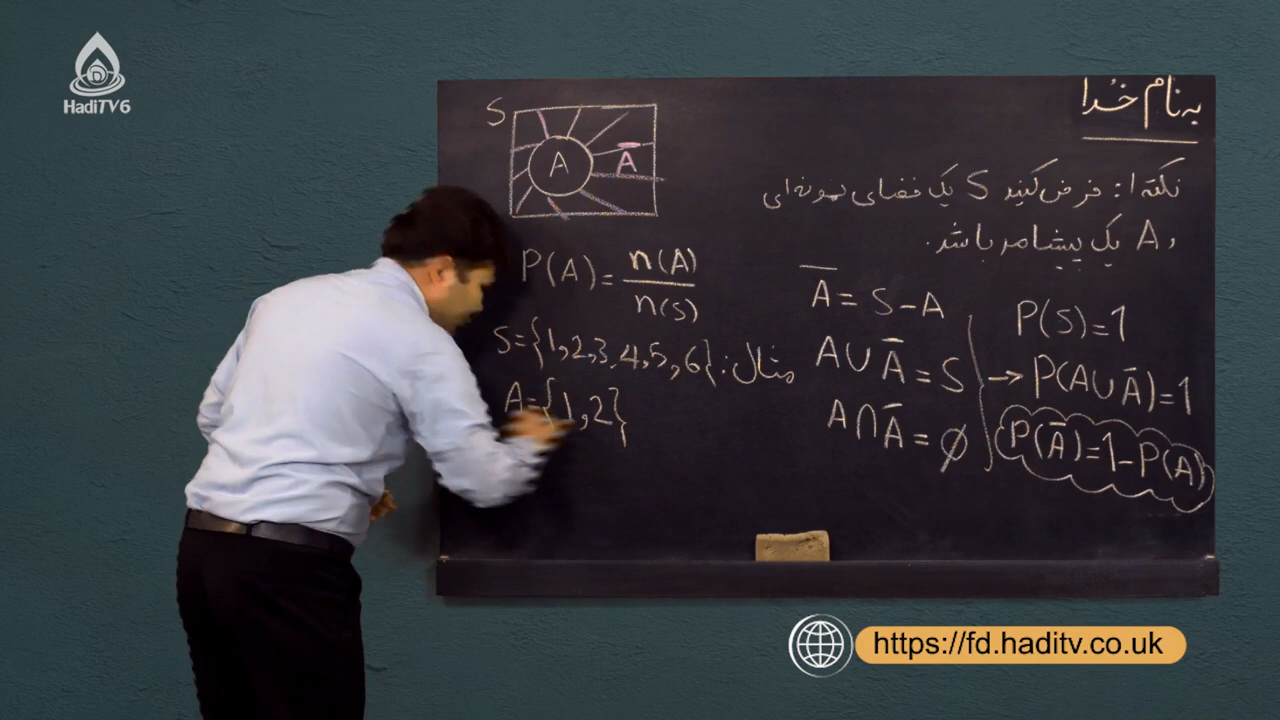 HadiTV6
به نام خدا
نکته ۱: فرض کنید S یک فضای نمونه ای
و A یک پیشامد باشد.
S
A
Ā
P(A)=n(A)/n(S)
مثال: S={1,2,3,4,5,6}
A={1,2}
Ā=S-A
A∪Ā=S
A∩Ā=∅
P(S)=1
→P(A∪Ā)=1
P(Ā)=1-P(A)
https://fd.haditv.co.uk